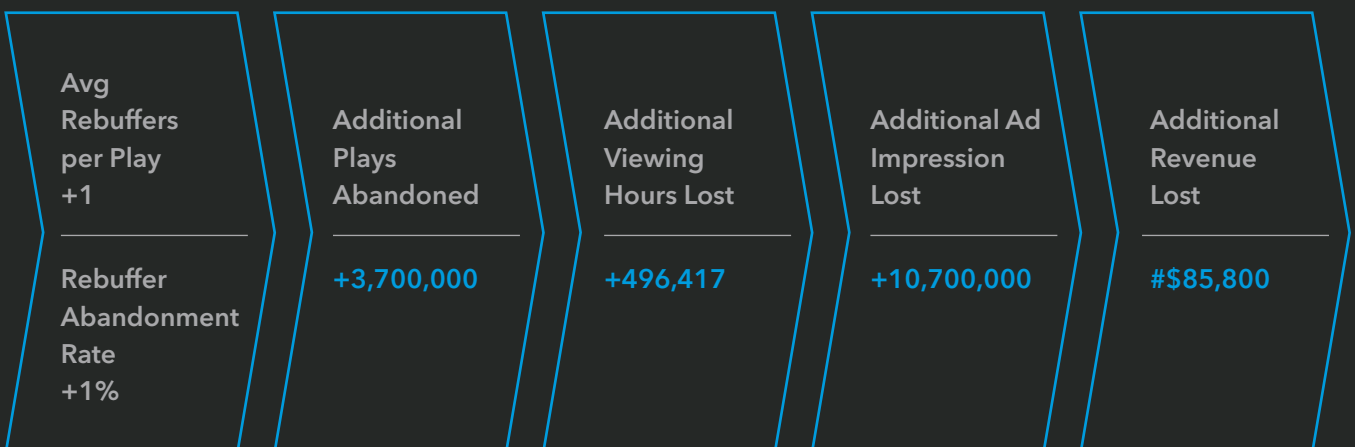 Avg
Rebuffers
per Play
+1
Rebuffer
Abandonment
Rate
+1%
Additional
Plays
Abandoned
+3,700,000
Additional
Viewing
Hours Lost
+496,417
Additional Ad
Impression
Lost
+10,700,000
Additional
Revenue
Lost
#$85,800